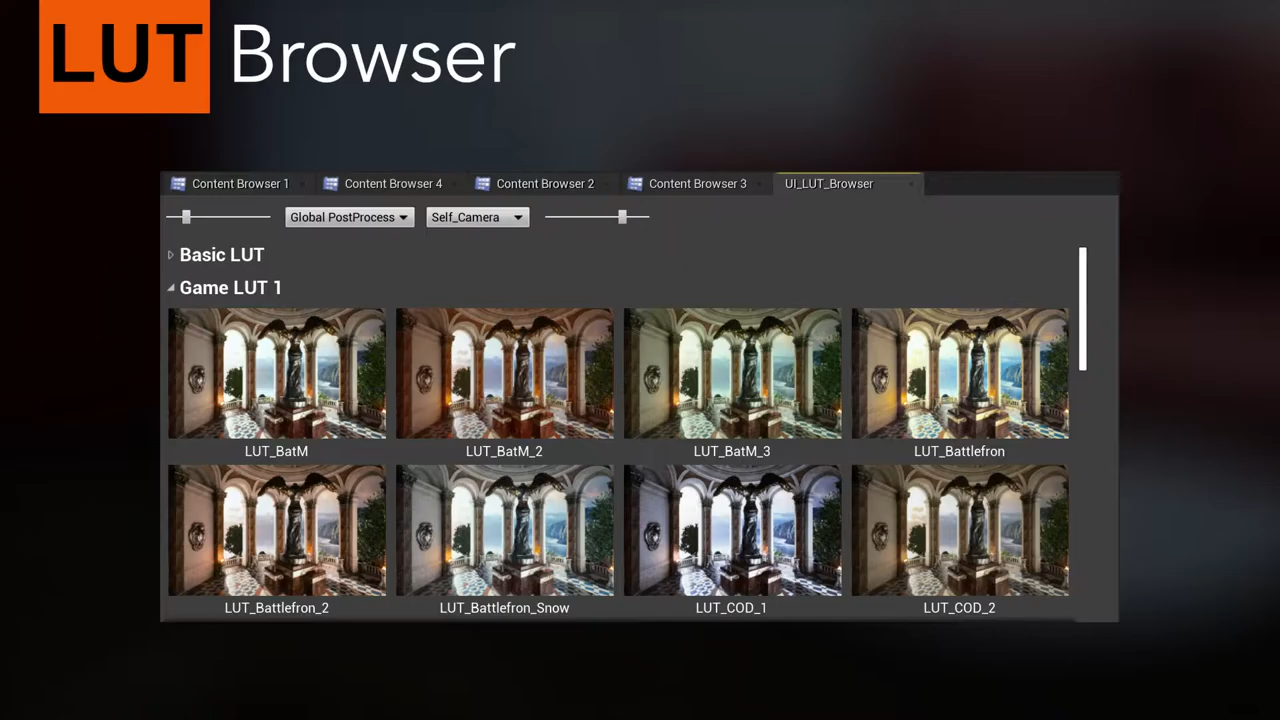 LUT Browser
Content Browser 1 Content Browser 4 Content Browser 2 Content Browser 3 UI_LUT_Browser
Global PostProcess Self_Camera
Basic LUT
Game LUT 1
LUT_BatM LUT_BatM_2 LUT_BatM_3 LUT_Battlefron
LUT_Battlefron_2 LUT_Battlefron_Snow LUT_COD_1 LUT_COD_2